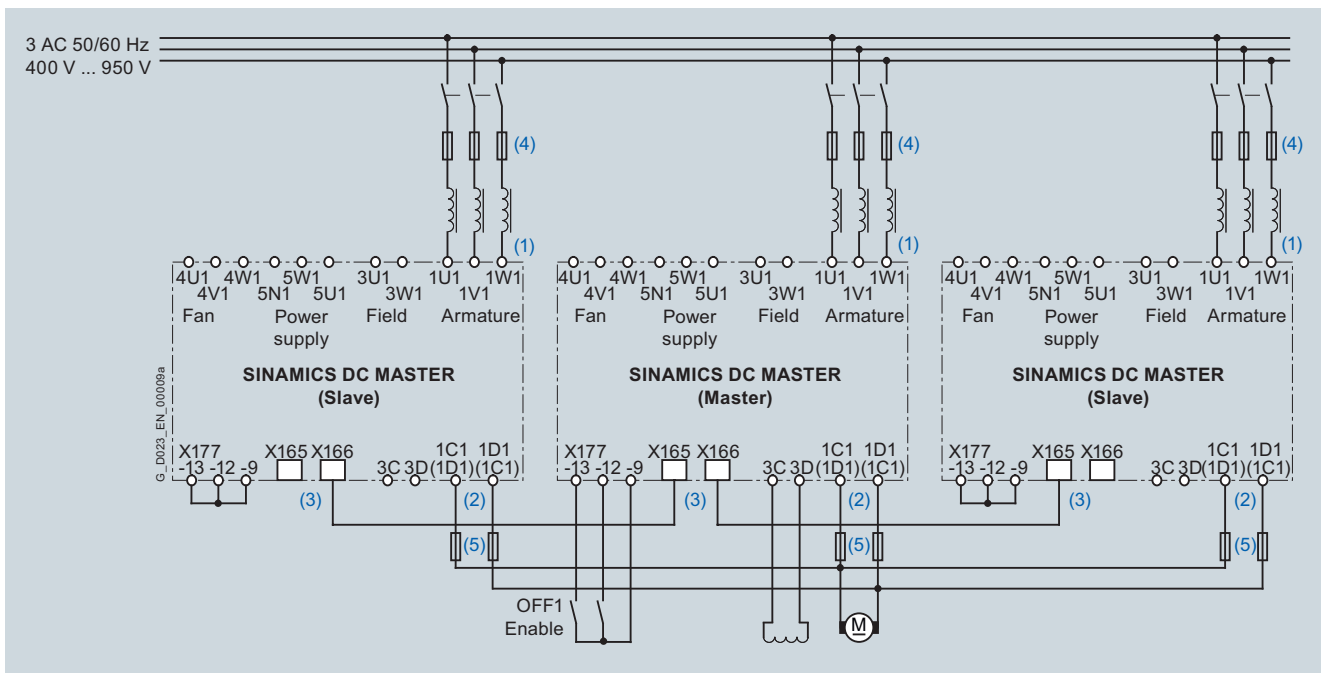 3 AC 50/60 Hz
400 V ... 950 V
(4) (4) (4)
(1) (1) (1)
4U1 4W1 5W1 3U1 1U1 1W1 4U1 4W1 5W1 3U1 1U1 1W1 4U1 4W1 5W1 3U1 1U1 1W1
4V1 5N1 5U1 3W1 1V1 4V1 5N1 5U1 3W1 1V1 4V1 5N1 5U1 3W1 1V1
Fan Power Field Armature Fan Power Field Armature Fan Power Field Armature
supply supply supply
SINAMICS DC MASTER SINAMICS DC MASTER SINAMICS DC MASTER
(Slave) (Master) (Slave)
G_D023_EN_00009a
X177 X165 X166 1C1 1D1 X177 X165 X166 1C1 1D1 X177 X165 X166 1C1 1D1
-13 -12 -9 3C 3D (1D1) (1C1) -13 -12 -9 3C 3D (1D1) (1C1) -13 -12 -9 3C 3D (1D1) (1C1)
(3) (2) (3) (2) (3) (2)
(5) (5) (5)
OFF1
Enable
M